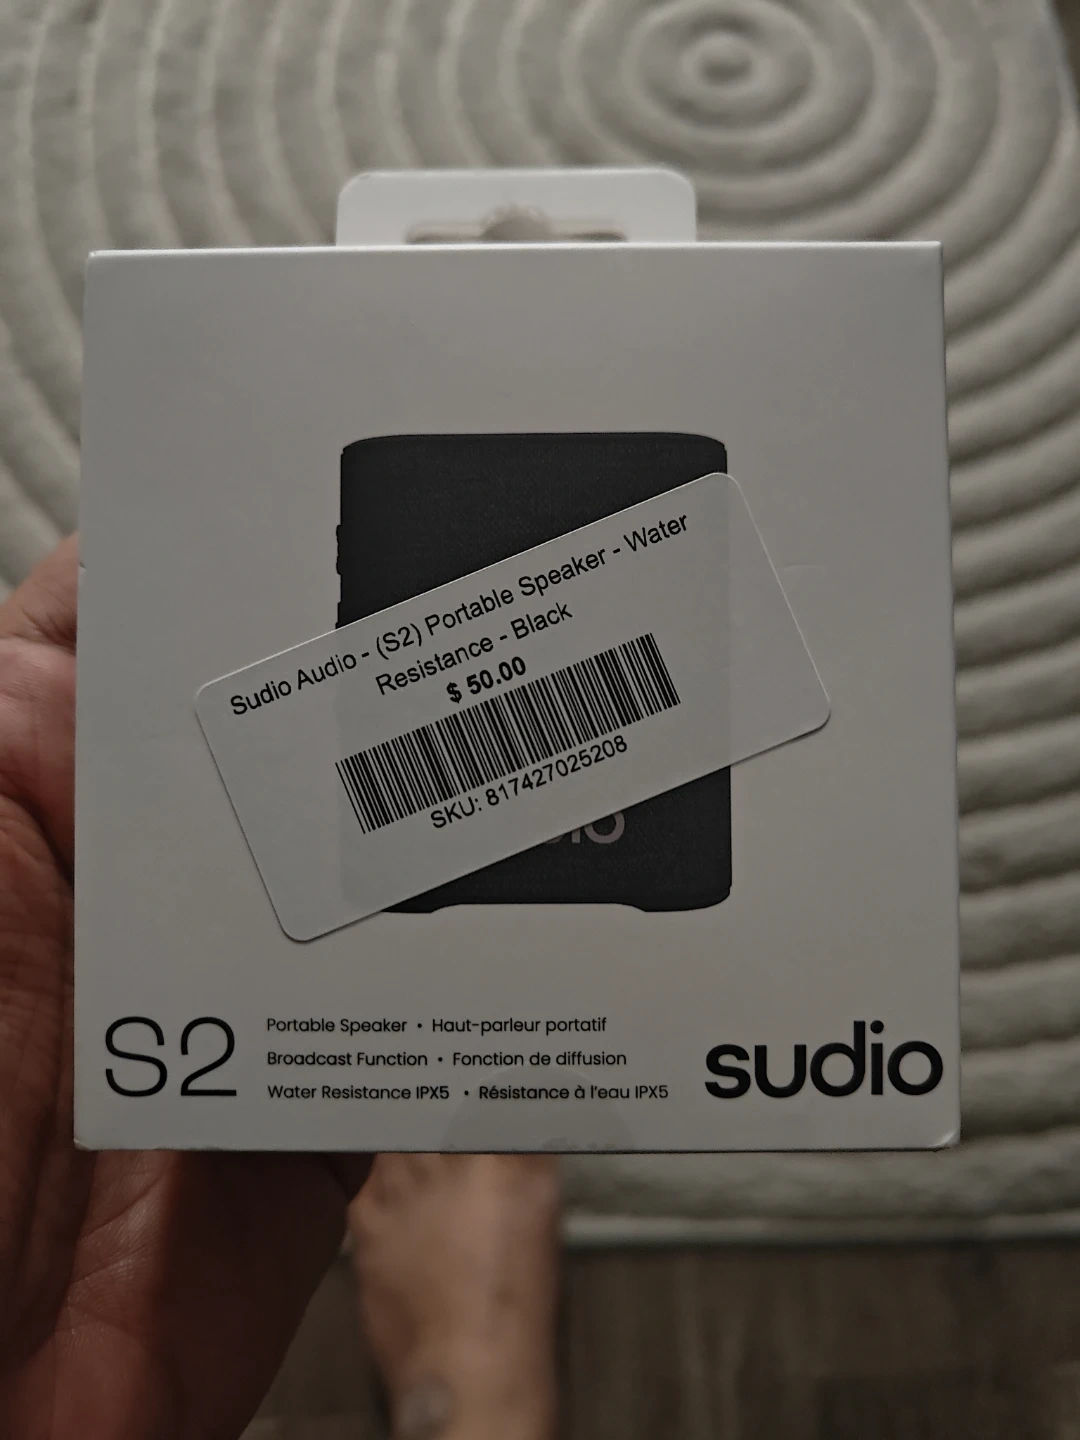 Sudio Audio - (S2) Portable Speaker - Water
Resistance - Black
$ 50.00
SKU: 817427025208
S2
Portable Speaker • Haut-parleur portatif
Broadcast Function • Fonction de diffusion
Water Resistance IPX5 • Résistance à l'eau IPX5
sudio